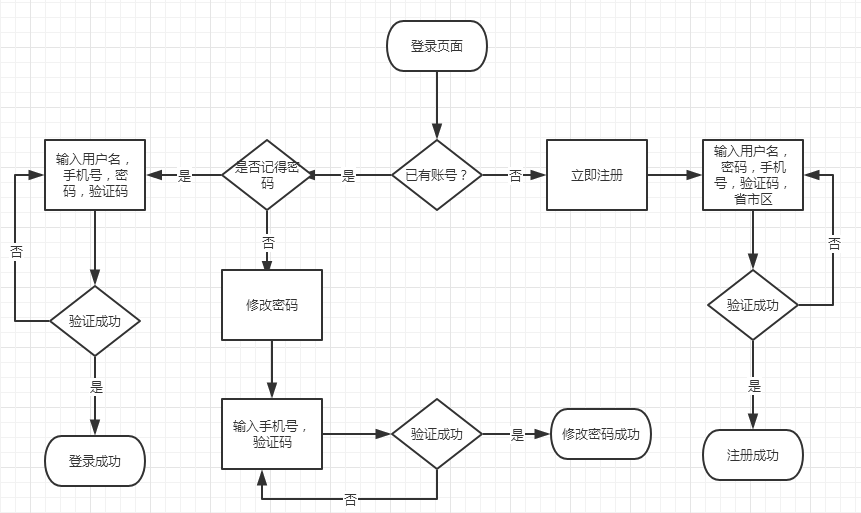 登录页面
输入用户名，
手机号，密
码，验证码
是
是否记得密
码
是
已有账号？
否
立即注册
输入用户名，
密码，手机
号，验证码，
省市区
否
否
否
修改密码
验证成功
验证成功
是
是
输入手机号，
验证码
验证成功
是
修改密码成功
登录成功
注册成功
否